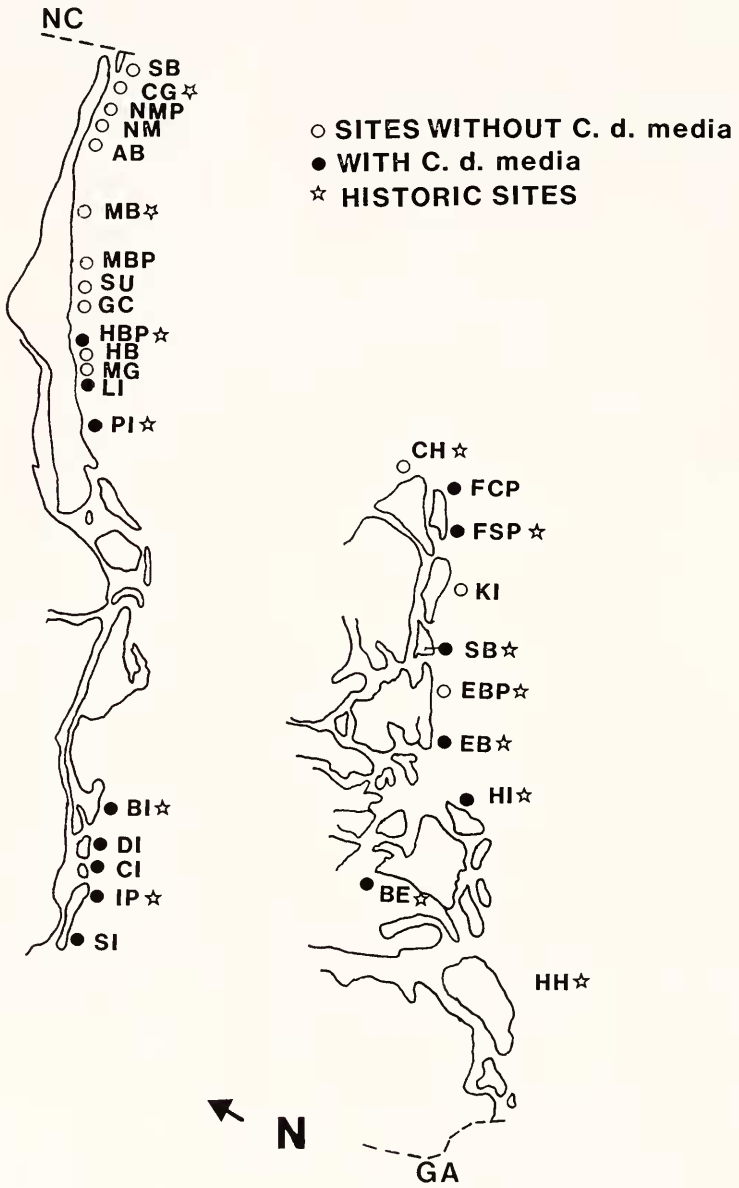 NC
SB
CG☆
NMP
NM
AB
○ SITES WITHOUT C. d. media
● WITH C. d. media
☆ HISTORIC SITES
MB☆
MBP
SU
GC
HBP☆
HB
MG
LI
PI☆
BI☆
DI
CI
IP☆
SI
CH☆
FCP
FSP☆
KI
SB☆
EBP☆
EB☆
HI☆
BE☆
HH☆
N
GA